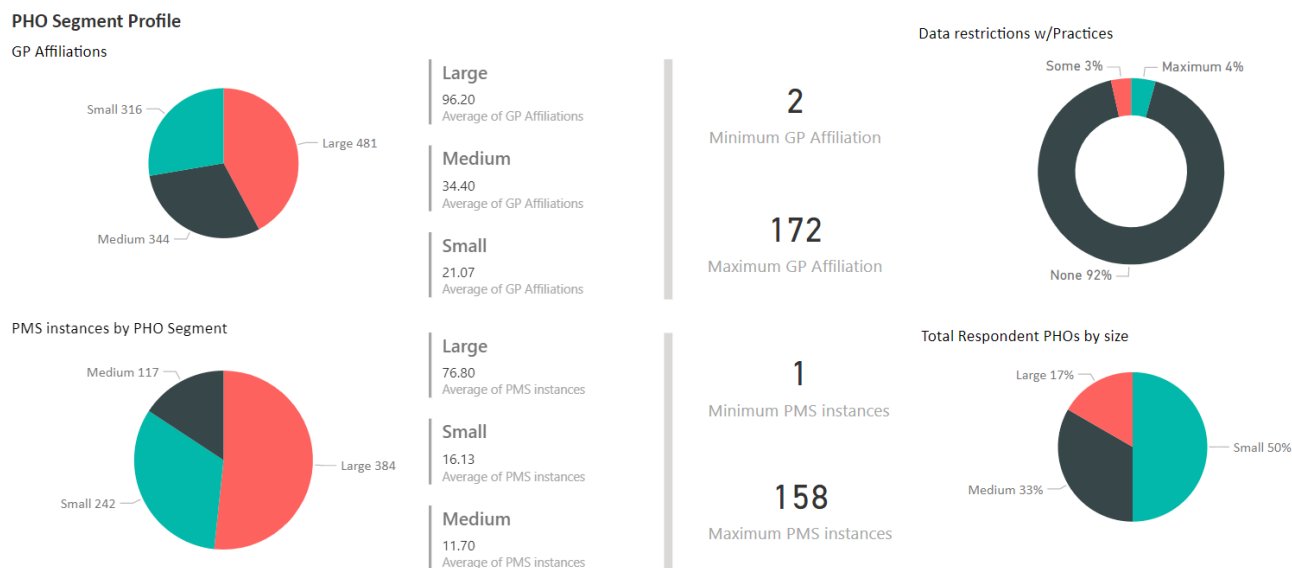 PHO Segment Profile
GP Affiliations
Small 316
Large 481
Medium 344
Large
96.20
Average of GP Affiliations
Medium
34.40
Average of GP Affiliations
Small
21.07
Average of GP Affiliations
2
Minimum GP Affiliation
172
Maximum GP Affiliation
Data restrictions w/Practices
Some 3%
Maximum 4%
None 92%
PMS instances by PHO Segment
Medium 117
Large 384
Small 242
Large
76.80
Average of PMS instances
Small
16.13
Average of PMS instances
Medium
11.70
Average of PMS instances
1
Minimum PMS instances
158
Maximum PMS instances
Total Respondent PHOs by size
Large 17%
Small 50%
Medium 33%